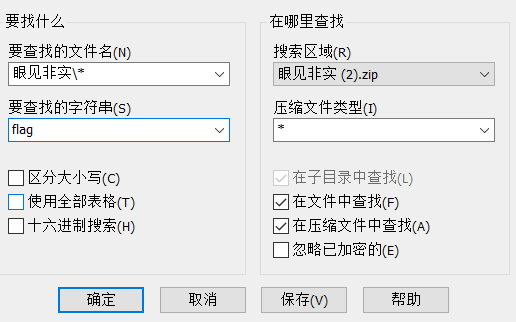 要找什么
要查找的文件名(N)
眼见非实\*
要查找的字符串(S)
flag
区分大小写(C)
使用全部表格(T)
十六进制搜索(H)
在哪里查找
搜索区域(R)
眼见非实 (2).zip
压缩文件类型(I)
*
在子目录中查找(L)
在文件中查找(F)
在压缩文件中查找(A)
忽略已加密的(E)
确定
取消
保存(V)
帮助